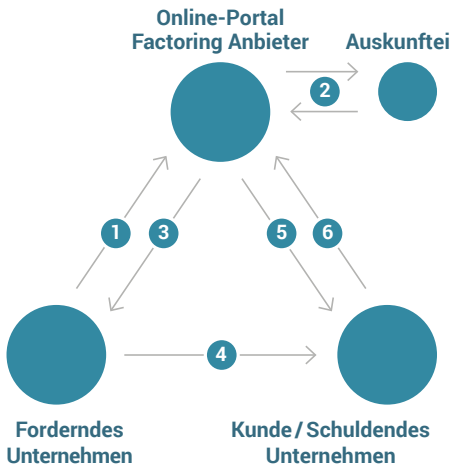 Online-Portal
Factoring Anbieter
Auskunftei
2
1
3
5
6
4
Forderndes
Unternehmen
Kunde / Schuldendes
Unternehmen